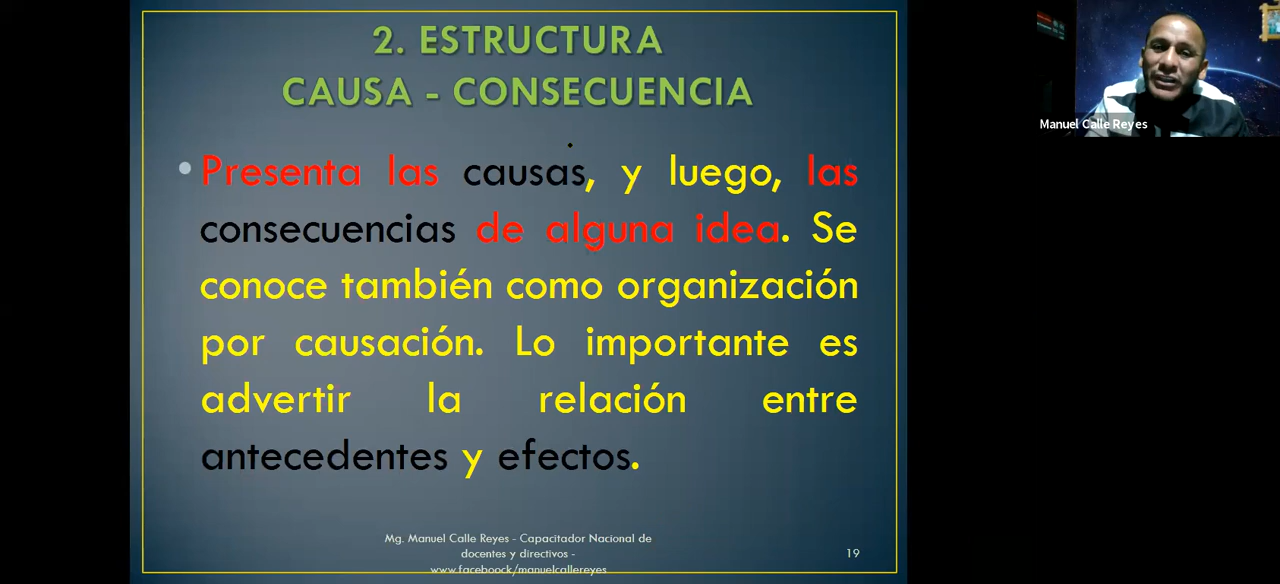 2. ESTRUCTURA
CAUSA - CONSECUENCIA
• Presenta las causas, y luego, las
consecuencias de alguna idea. Se
conoce también como organización
por causación. Lo importante es
advertir la relación entre
antecedentes y efectos.
Mg. Manuel Calle Reyes - Capacitador Nacional de
docentes y directivos -
www.faceboock/manuelcallereyes
19
Manuel Calle Reyes